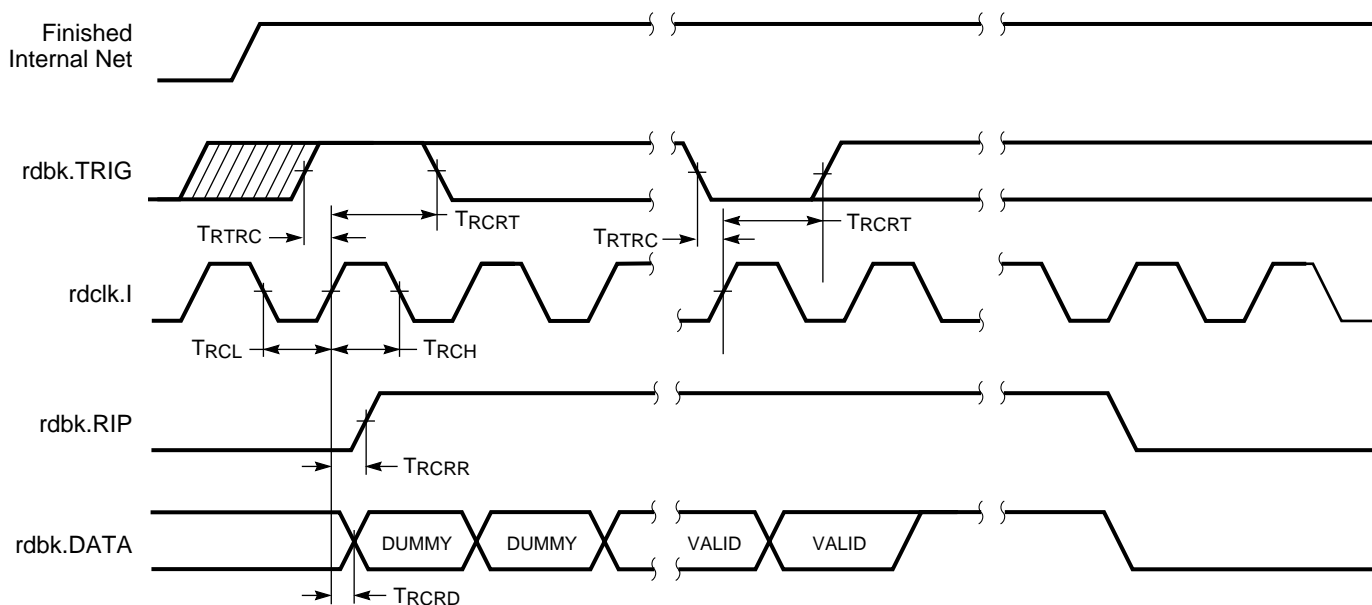 Finished
Internal Net
rdbk.TRIG
TRTRC
TRCRT
TRTRC
TRCRT
rdclk.I
TRCL
TRCH
rdbk.RIP
TRCRR
rdbk.DATA
DUMMY
DUMMY
VALID
VALID
TRCRD